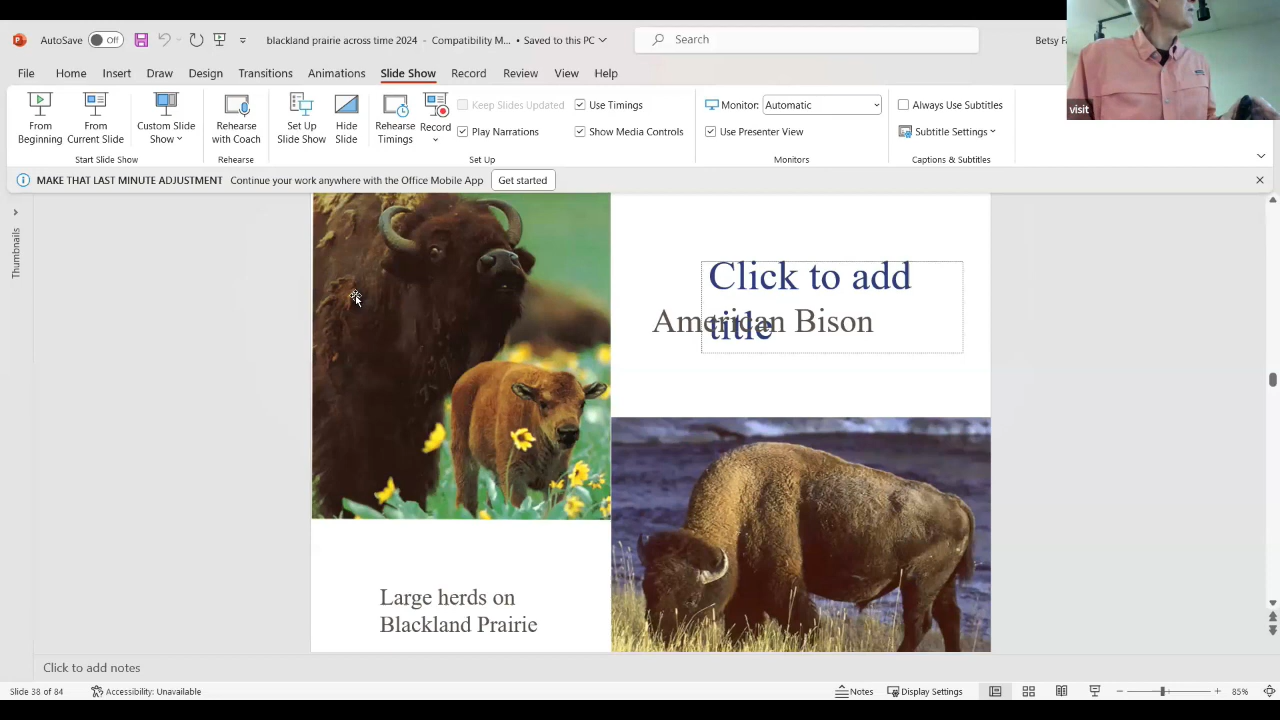 AutoSave Off blackland prairie across time 2024 - Compatibility M... • Saved to this PC Search Betsy
File Home Insert Draw Design Transitions Animations Slide Show Record Review View Help
From Beginning
From Current Slide
Custom Slide Show
Start Slide Show
Rehearse with Coach
Rehearse
Set Up Slide Show
Hide Slide
Rehearse Timings
Record
Keep Slides Updated
Play Narrations
Use Timings
Show Media Controls
Set Up
Monitor: Automatic
Use Presenter View
Monitors
Always Use Subtitles
Subtitle Settings
Captions & Subtitles
visit
MAKE THAT LAST MINUTE ADJUSTMENT Continue your work anywhere with the Office Mobile App Get started
Thumbnails
Click to add
title
American Bison
Large herds on
Blackland Prairie
Click to add notes
Slide 38 of 84 Accessibility: Unavailable Notes Display Settings 85%